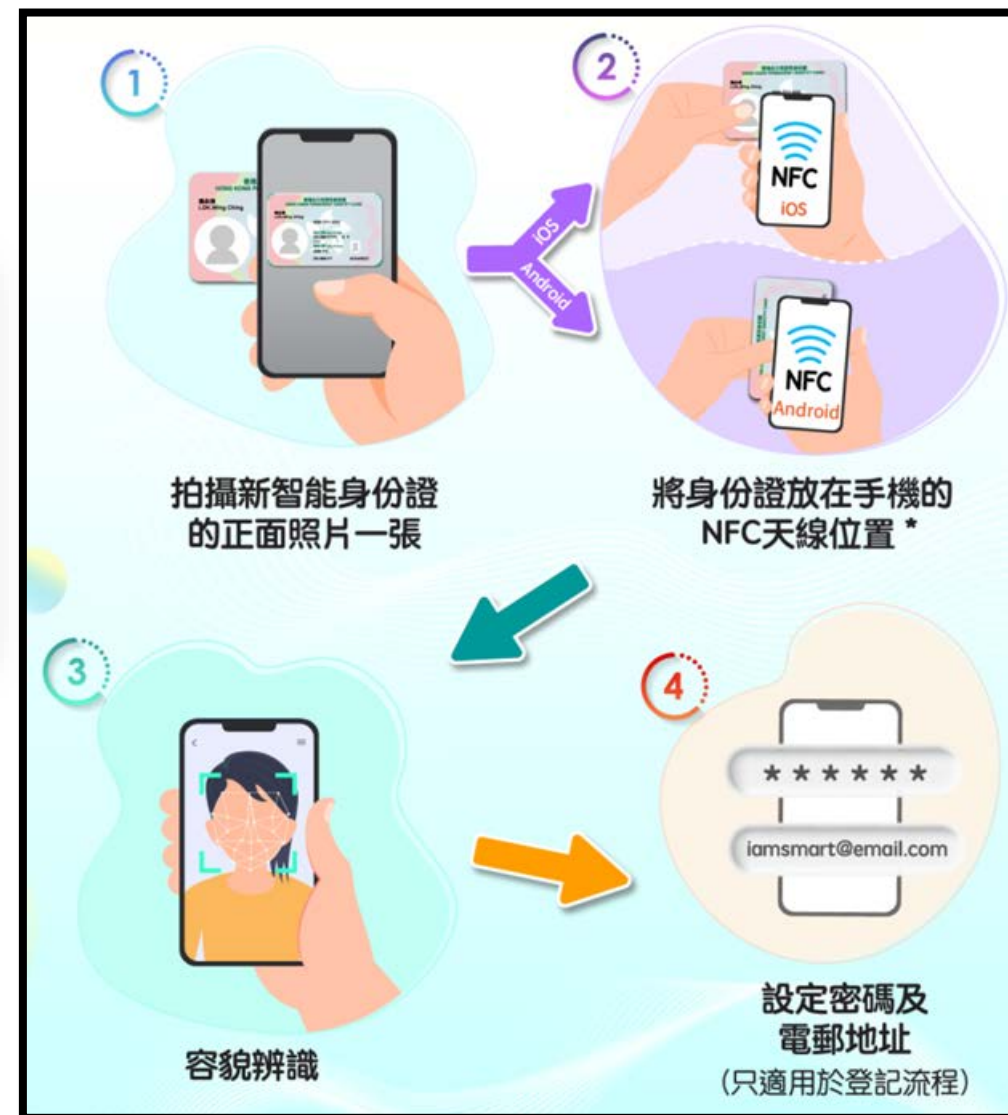 1
2
NFC
iOS
iOS
Android
NFC
Android
拍攝新智能身份證
的正面照片一張
將身份證放在手機的
NFC天線位置 *
3
4
* * * * * *
iamsmart@email.com
容貌辨識
設定密碼及
電郵地址
(只適用於登記流程)